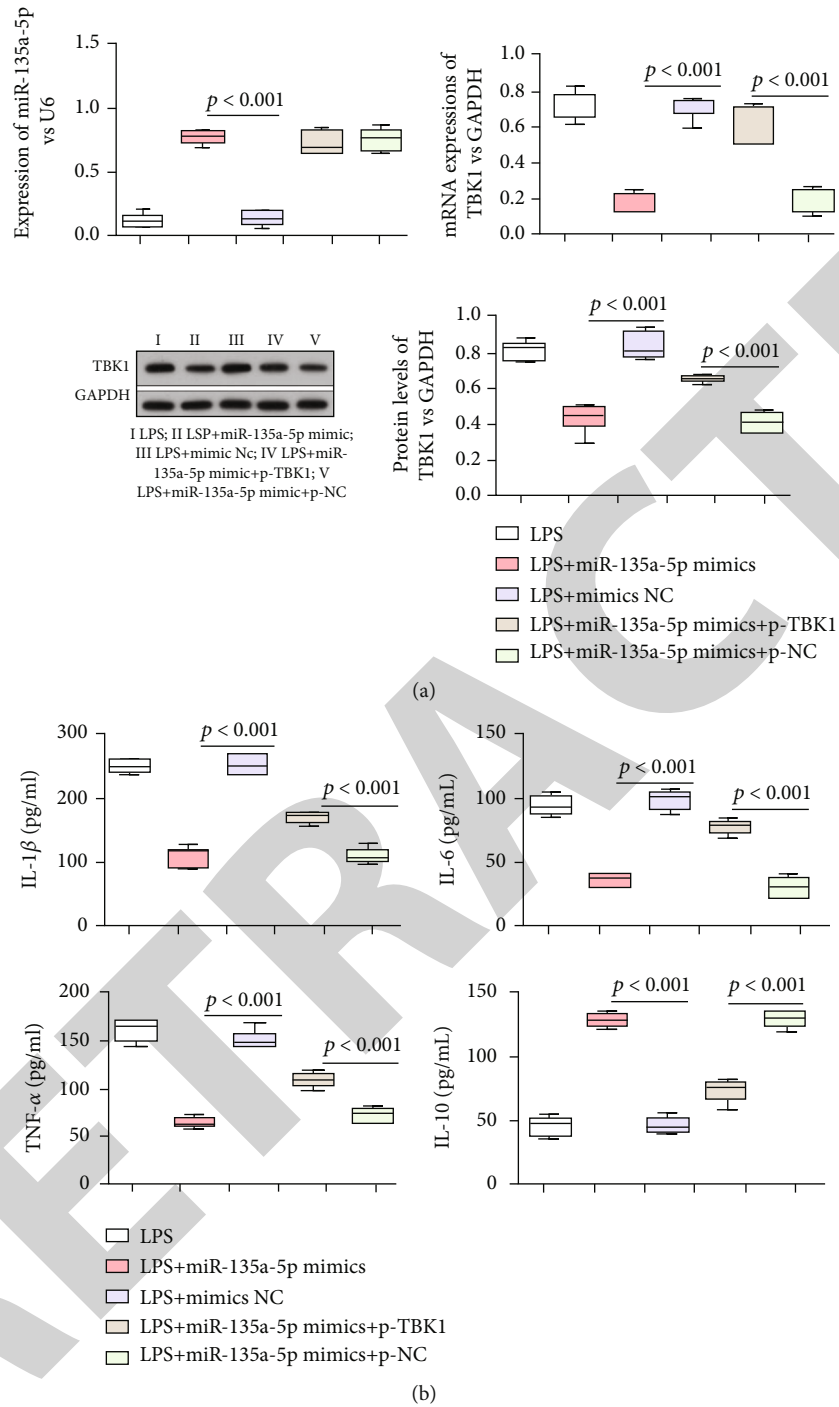 Expression of miR-135a-5p
vs U6
1.5
1.0
0.5
0.0
p < 0.001
mRNA expressions of
TBK1 vs GAPDH
1.0
0.8
0.6
0.4
0.2
0.0
p < 0.001
p < 0.001
I II III IV V
TBK1
GAPDH
I LPS; II LSP+miR-135a-5p mimic;
III LPS+mimic Nc; IV LPS+miR-
135a-5p mimic+p-TBK1; V
LPS+miR-135a-5p mimic+p-NC
Protein levels of
TBK1 vs GAPDH
1.0
0.8
0.6
0.4
0.2
0.0
p < 0.001
p < 0.001
LPS
LPS+miR-135a-5p mimics
LPS+mimics NC
LPS+miR-135a-5p mimics+p-TBK1
LPS+miR-135a-5p mimics+p-NC
(a)
IL-1β (pg/ml)
300
250
200
100
0
p < 0.001
p < 0.001
IL-6 (pg/mL)
150
100
50
0
p < 0.001
p < 0.001
TNF-α (pg/ml)
200
150
100
50
0
p < 0.001
p < 0.001
IL-10 (pg/mL)
150
100
50
0
p < 0.001
p < 0.001
LPS
LPS+miR-135a-5p mimics
LPS+mimics NC
LPS+miR-135a-5p mimics+p-TBK1
LPS+miR-135a-5p mimics+p-NC
(b)
RETRACT